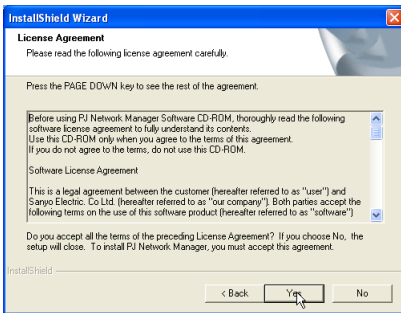 InstallShield Wizard
License Agreement
Please read the following license agreement carefully.
Press the PAGE DOWN key to see the rest of the agreement.
Before using PJ Network Manager Software CD-ROM, thoroughly read the following
software license agreement to fully understand its contents.
Use this CD-ROM only when you agree to the terms of this agreement.
If you do not agree to the terms, do not use this CD-ROM.
Software License Agreement
This is a legal agreement between the customer (hereafter referred to as "user") and
Sanyo Electric. Co Ltd. (hereafter referred to as "our company"). Both parties accept the
following terms on the use of this software product (hereafter referred to as "software")
Do you accept all the terms of the preceding License Agreement? If you choose No, the
setup will close. To install PJ Network Manager, you must accept this agreement.
InstallShield
< Back Yes No